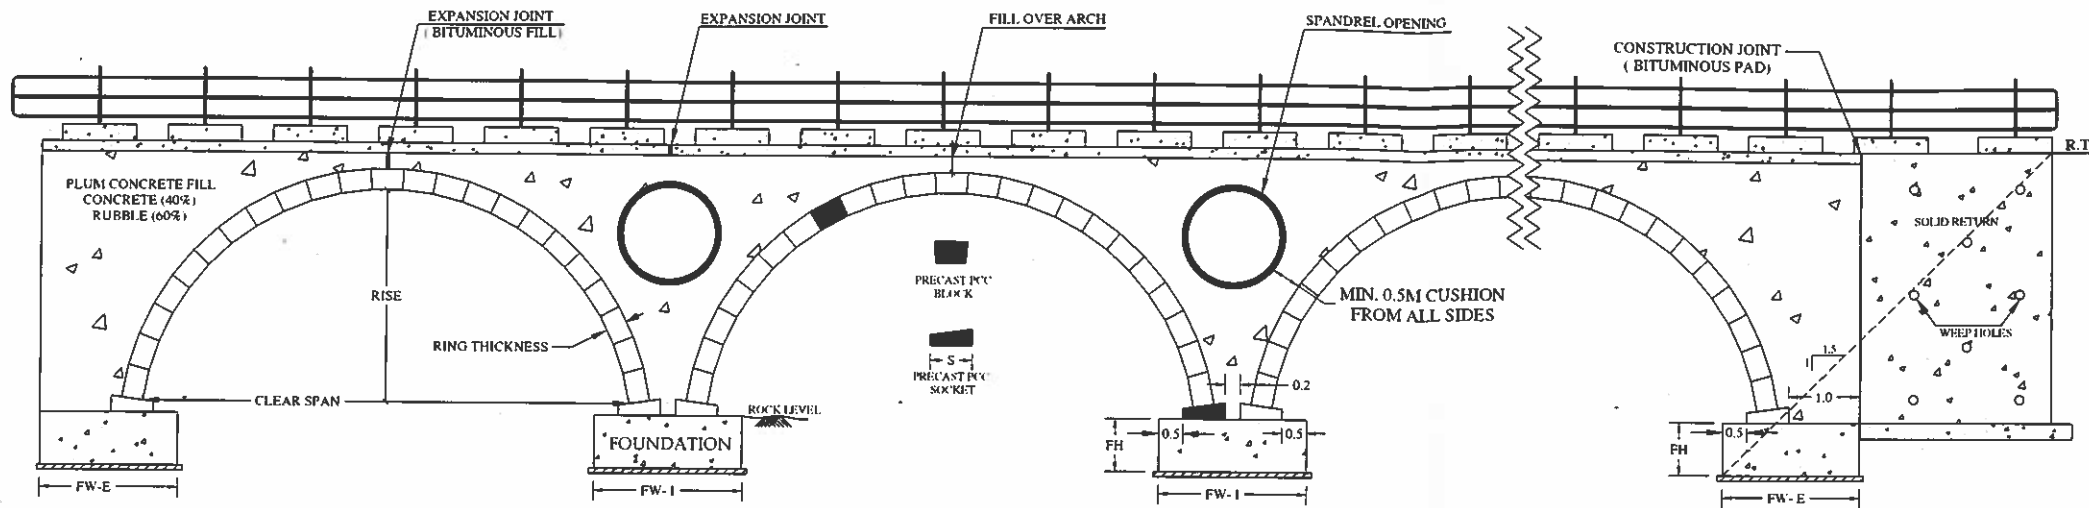 EXPANSION JOINT
( BITUMINOUS FILL)
EXPANSION JOINT
FILL OVER ARCH
SPANDREL OPENING
CONSTRUCTION JOINT
( BITUMINOUS PAD)
R.T
PLUM CONCRETE FILL
CONCRETE (40%)
RUBBLE (60%)
SOLID RETURN
PRECAST PCC
BLOCK
RISE
MIN. 0.5M CUSHION
FROM ALL SIDES
WEEP HOLES
RING THICKNESS
1
1.5
S
PRECAST PCC
SOCKET
0.2
CLEAR SPAN
1.0
ROCK LEVEL
FOUNDATION
FH
0.5
0.5
FH
0.5
FW-E
FW-1
FW-1
FW-E